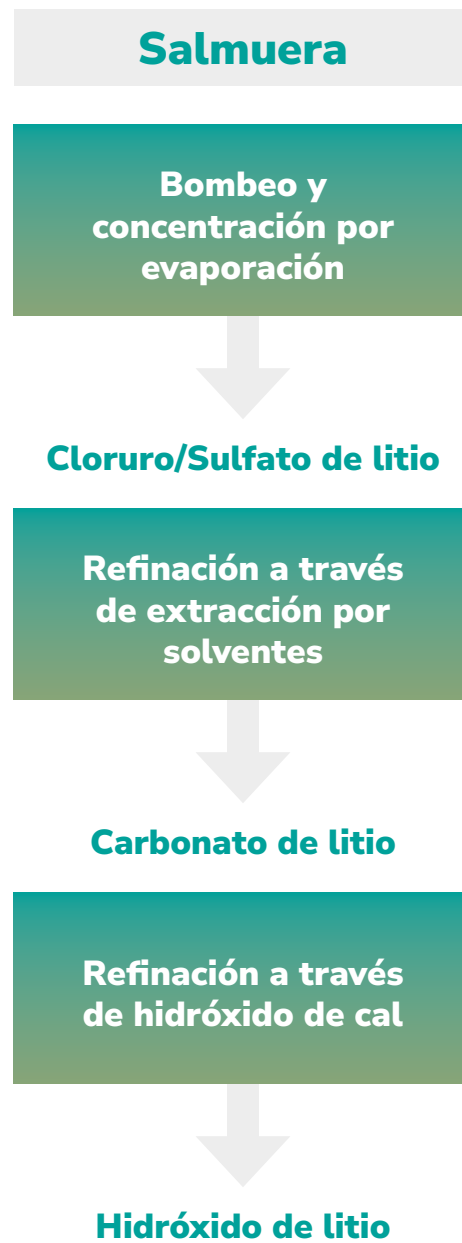 Salmuera
Bombeo y
concentración por
evaporación
Cloruro/Sulfato de litio
Refinación a través
de extracción por
solventes
Carbonato de litio
Refinación a través
de hidróxido de cal
Hidróxido de litio